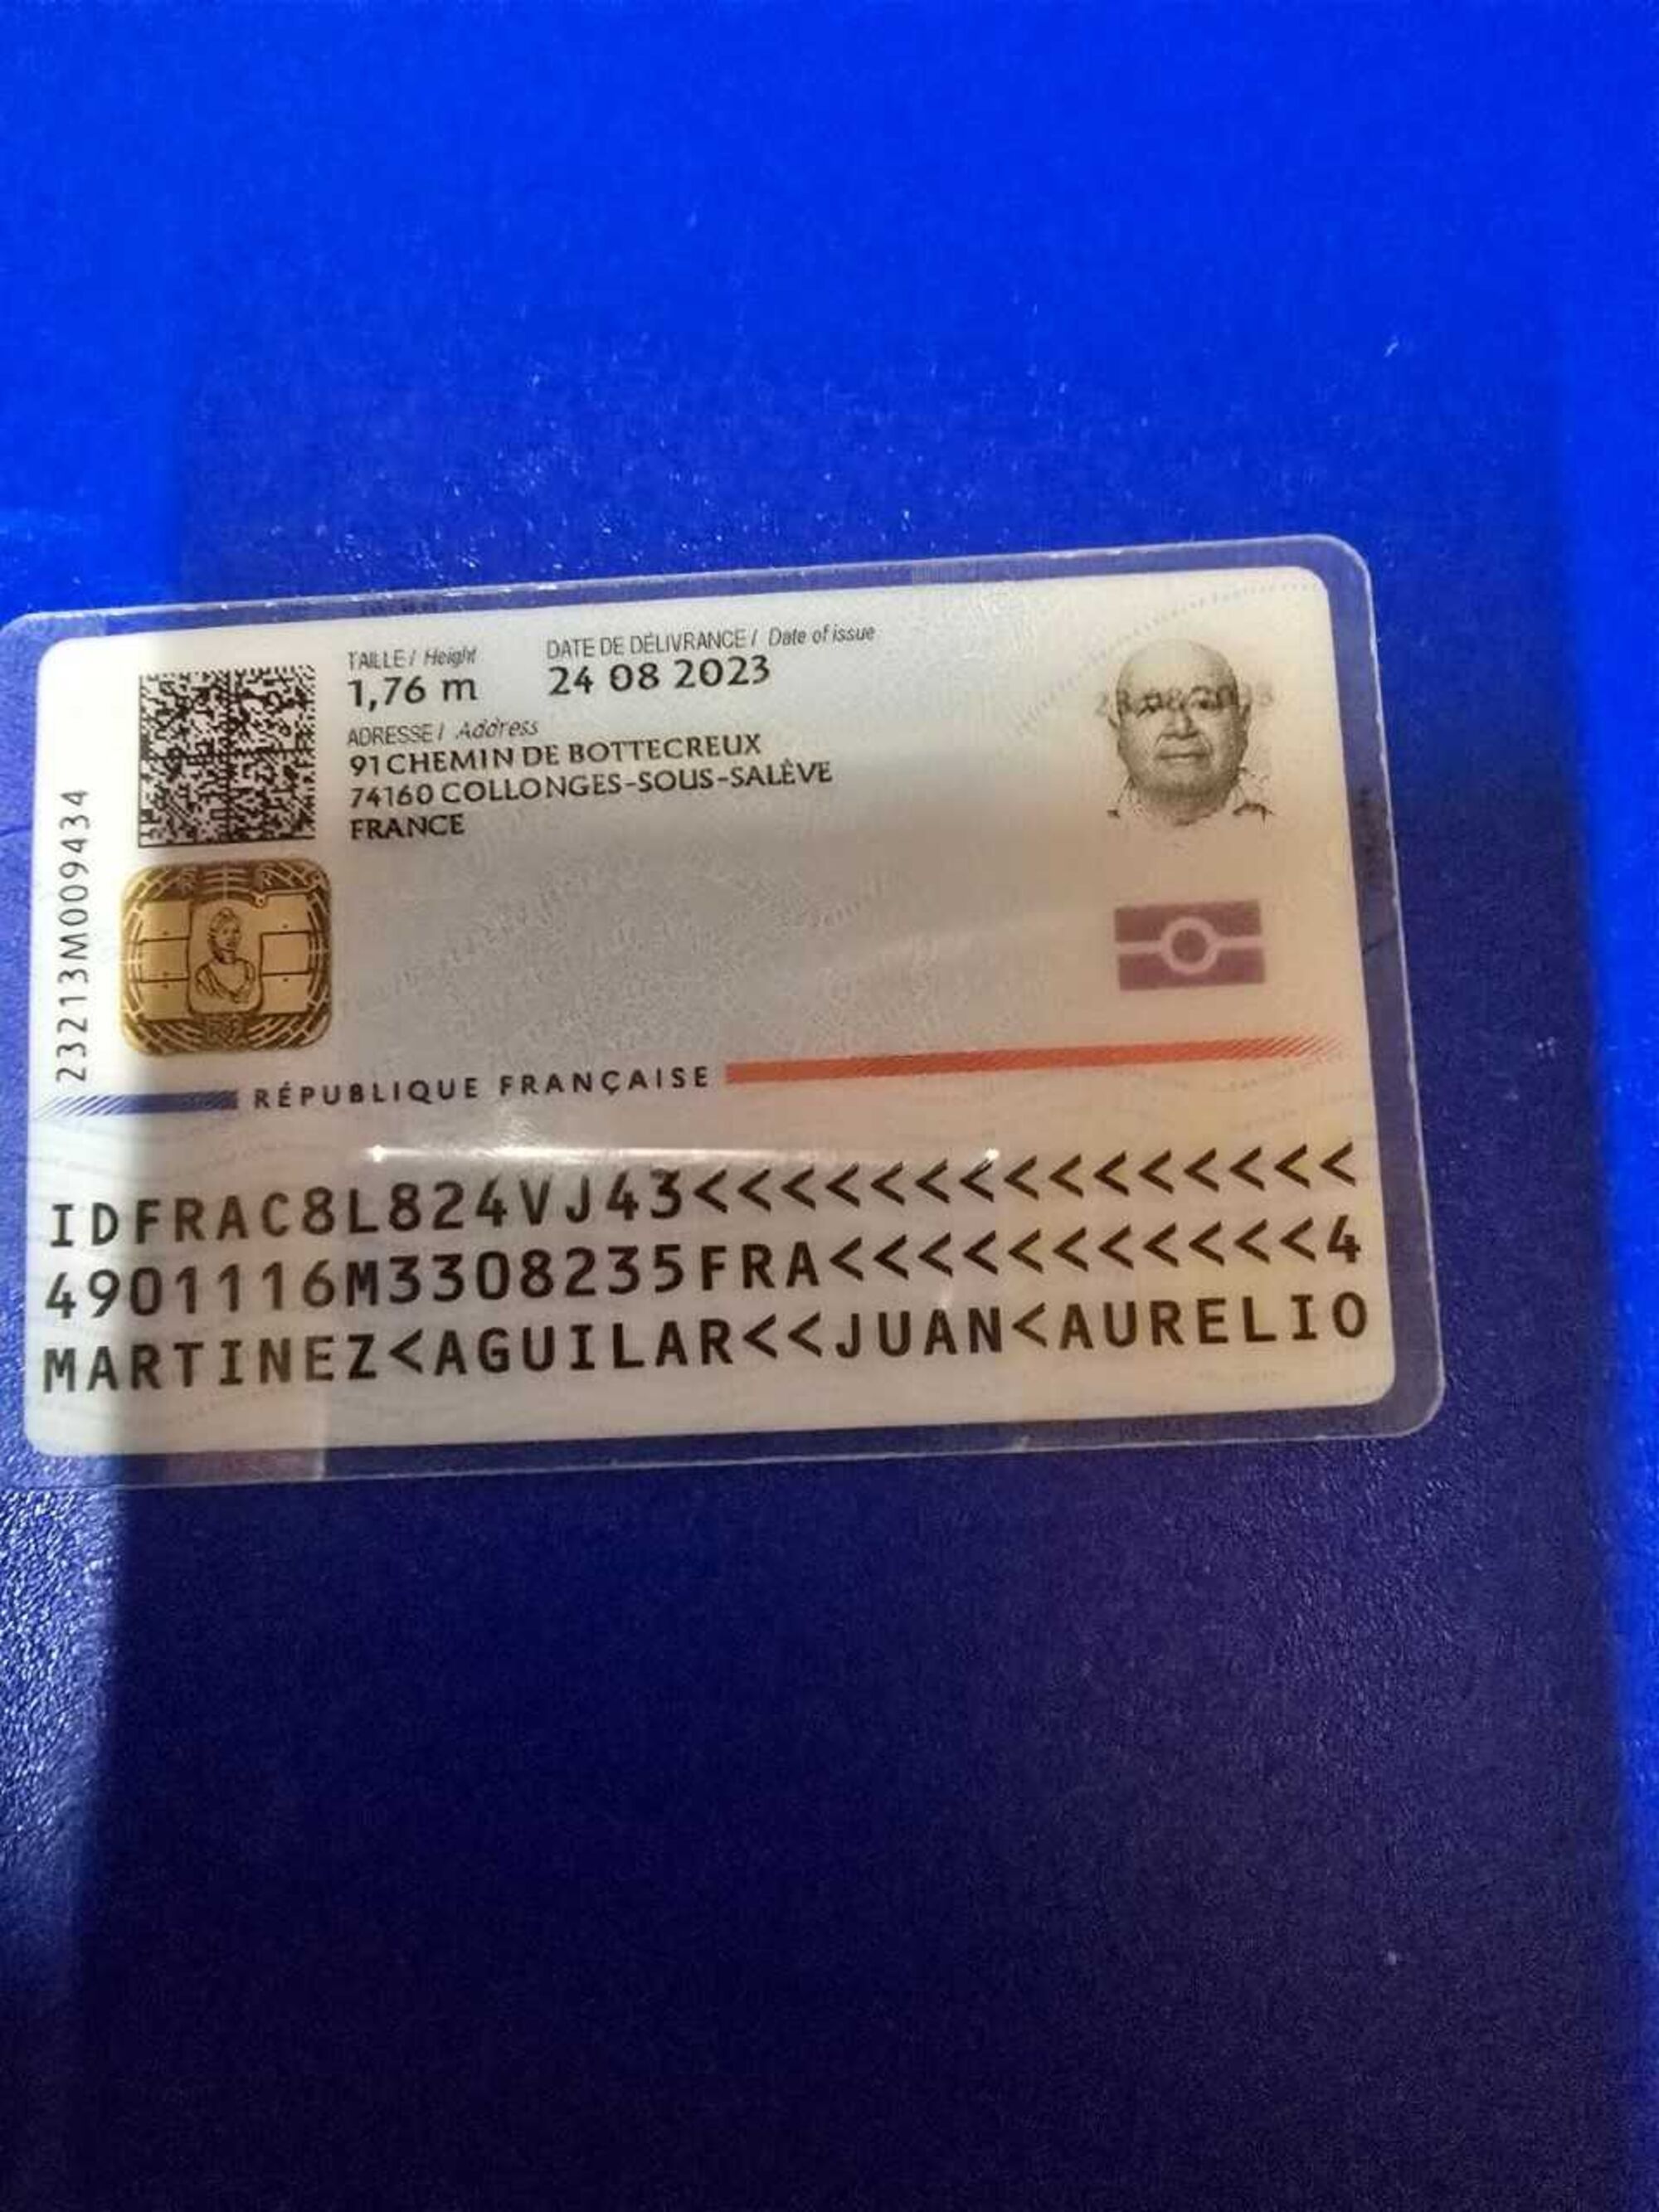 TAILLE / Height
1,76 m
DATE DE DÉLIVRANCE / Date of issue
24 08 2023
ADRESSE / Address
91 CHEMIN DE BOTTECREUX
74160 COLLONGES-SOUS-SALÈVE
FRANCE
23213M009434
RÉPUBLIQUE FRANÇAISE
IDFRAC8L824VJ43<<<<<<<<<<<<<<<
4901116M3308235FRA<<<<<<<<<<<4
MARTINEZ<AGUILAR<<JUAN<AURELIO